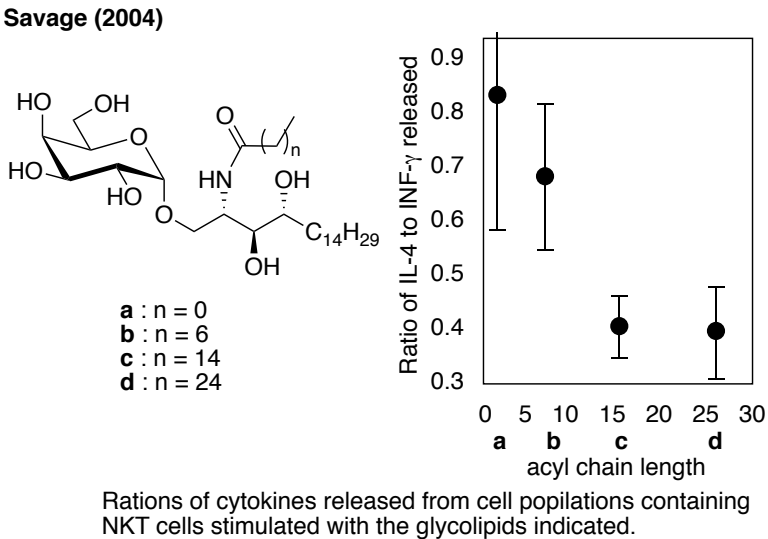 Savage (2004)
HO
OH
O
HO
HO
O
O
n
HN
OH
C14H29
OH
a : n = 0
b : n = 6
c : n = 14
d : n = 24
Ratio of IL-4 to INF-γ released
0.9
0.8
0.7
0.6
0.5
0.4
0.3
0 5 10 15 20 25 30
a b c d
acyl chain length
Rations of cytokines released from cell popilations containing
NKT cells stimulated with the glycolipids indicated.